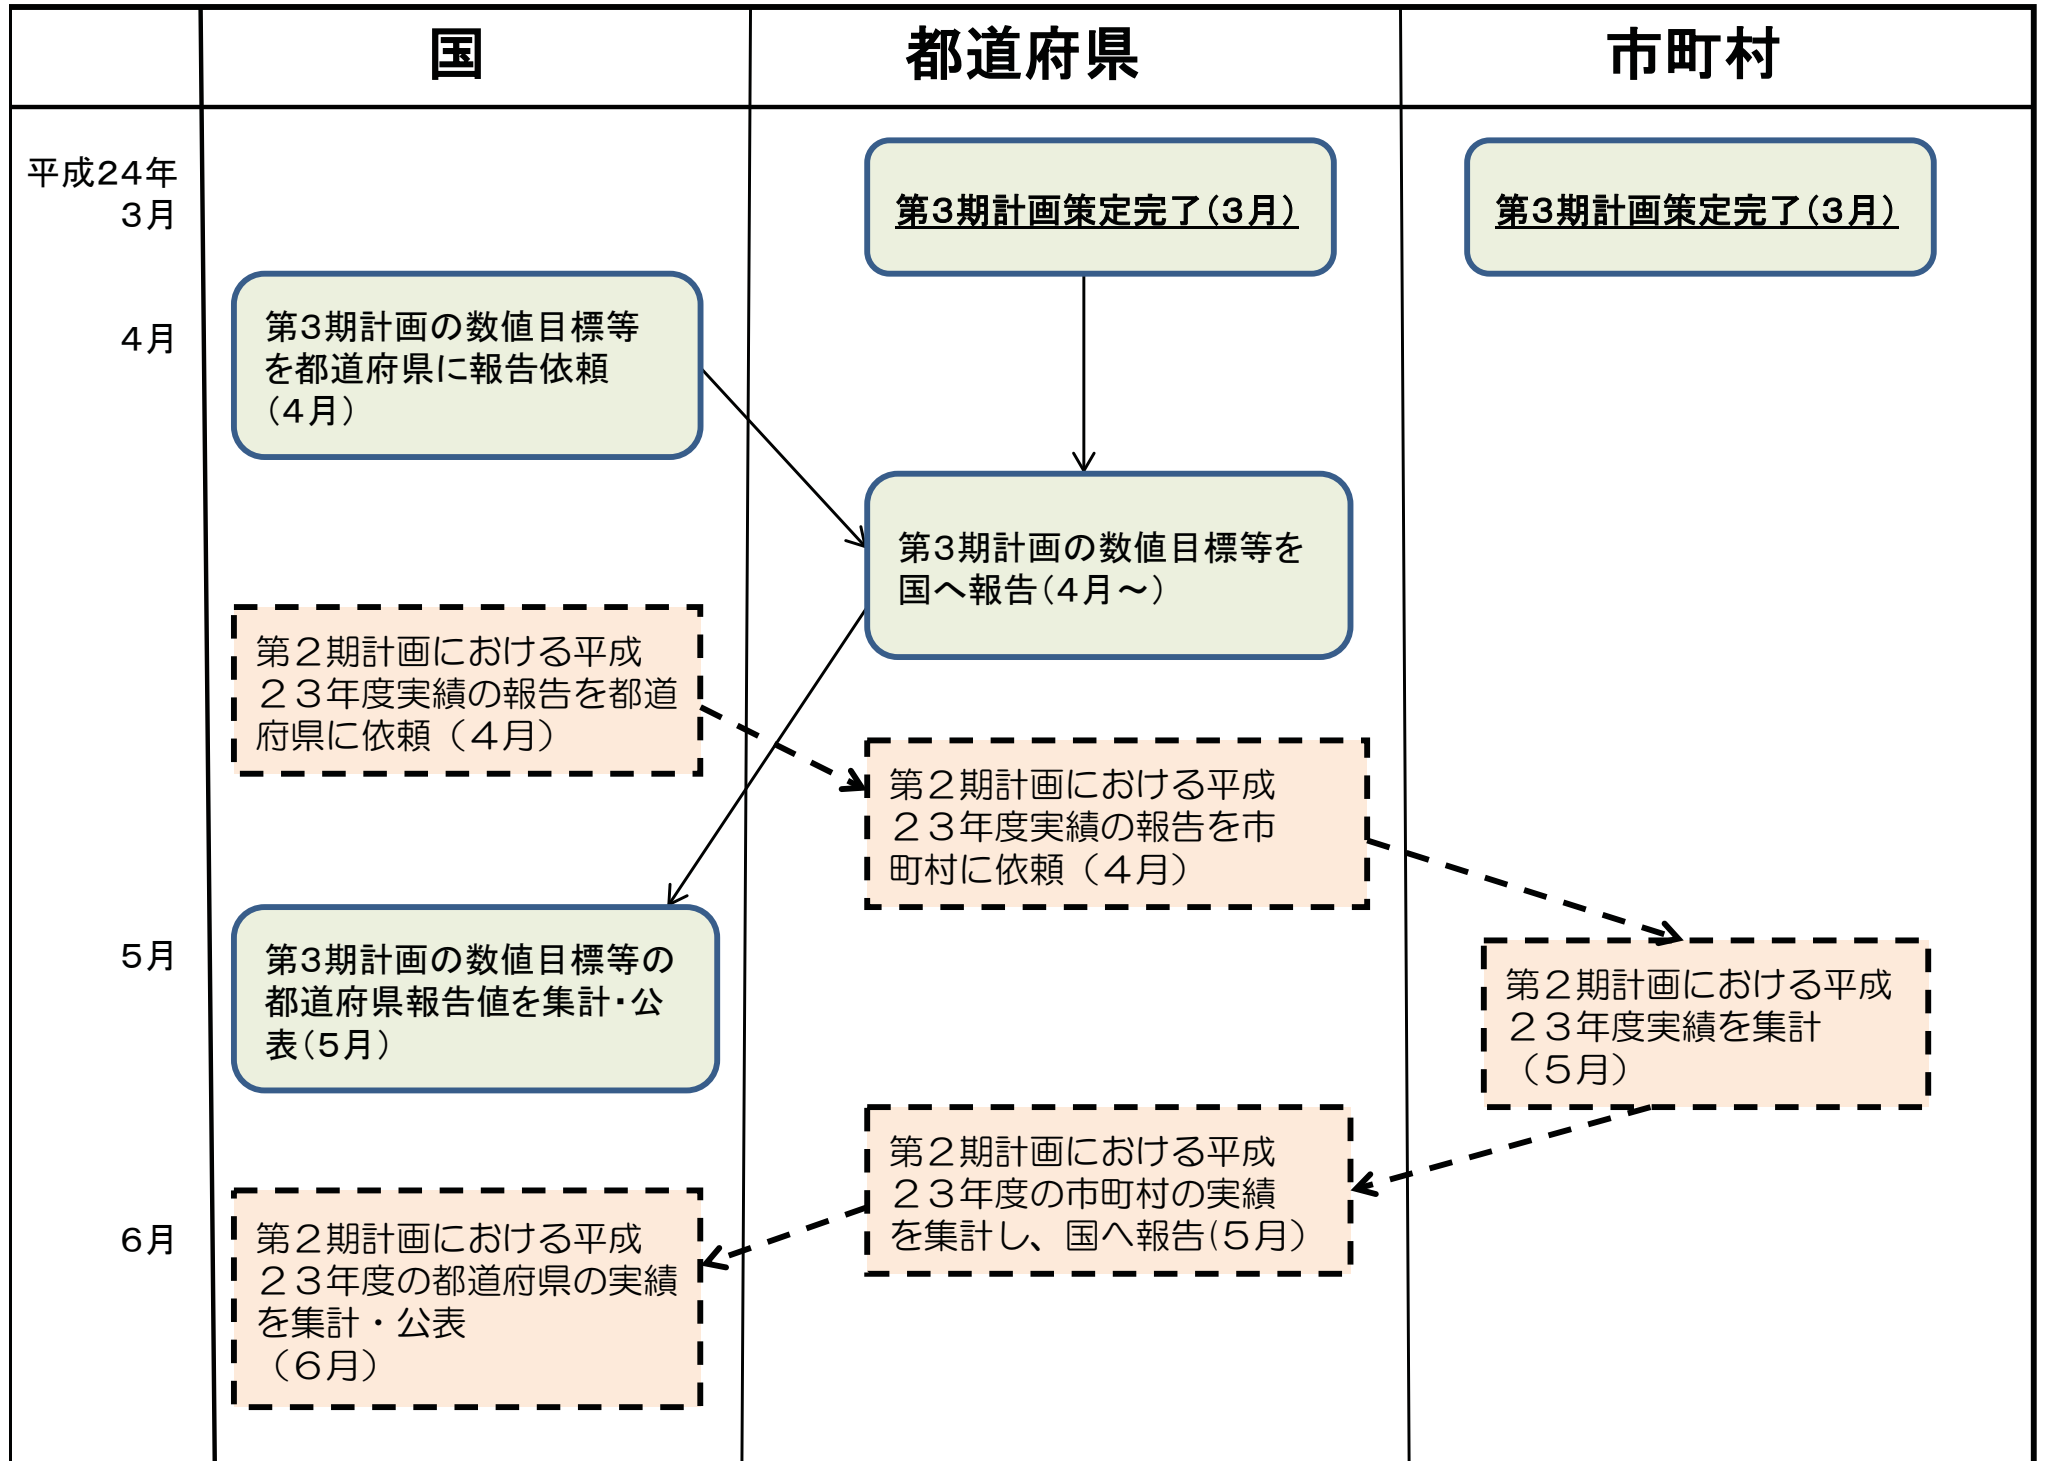 国
都道府県
市町村
平成24年
3月
第3期計画策定完了(3月)
第3期計画策定完了(3月)
4月
第3期計画の数値目標等
を都道府県に報告依頼
(4月)
第3期計画の数値目標等を
国へ報告(4月~)
第２期計画における平成
２３年度実績の報告を都道
府県に依頼（４月）
第２期計画における平成
２３年度実績の報告を市
町村に依頼（４月）
5月
第3期計画の数値目標等の
都道府県報告値を集計・公
表(5月)
第２期計画における平成
２３年度実績を集計
（５月）
第２期計画における平成
２３年度の市町村の実績
を集計し、国へ報告(５月）
6月
第２期計画における平成
２３年度の都道府県の実績
を集計・公表
（６月）